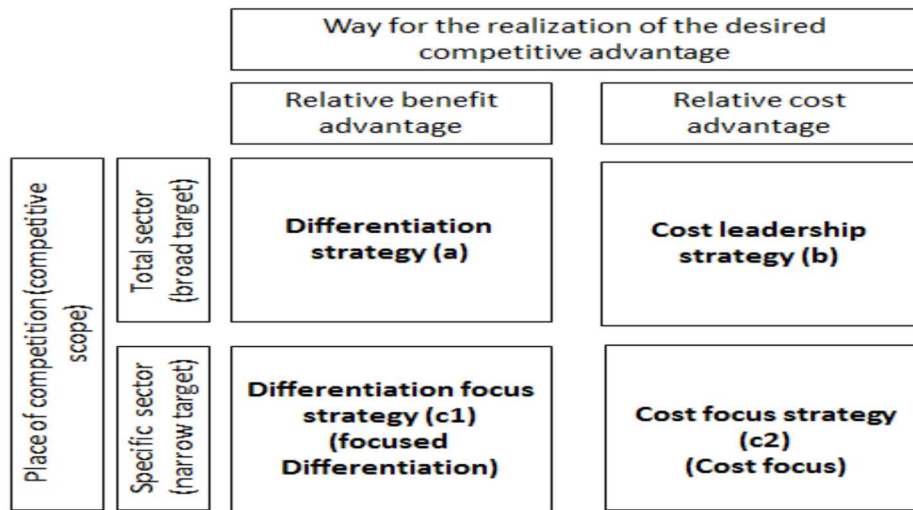 Way for the realization of the desired
competitive advantage
Relative benefit
advantage
Relative cost
advantage
Place of competition(competitive
scope)
Total sector
(broad target)
Differentiation
strategy (a)
Cost leadership
strategy (b)
Specific sector
(narrow target)
Differentiation focus
strategy (c1)
(focused
Differentiation)
Cost focus strategy
(c2)
(Cost focus)